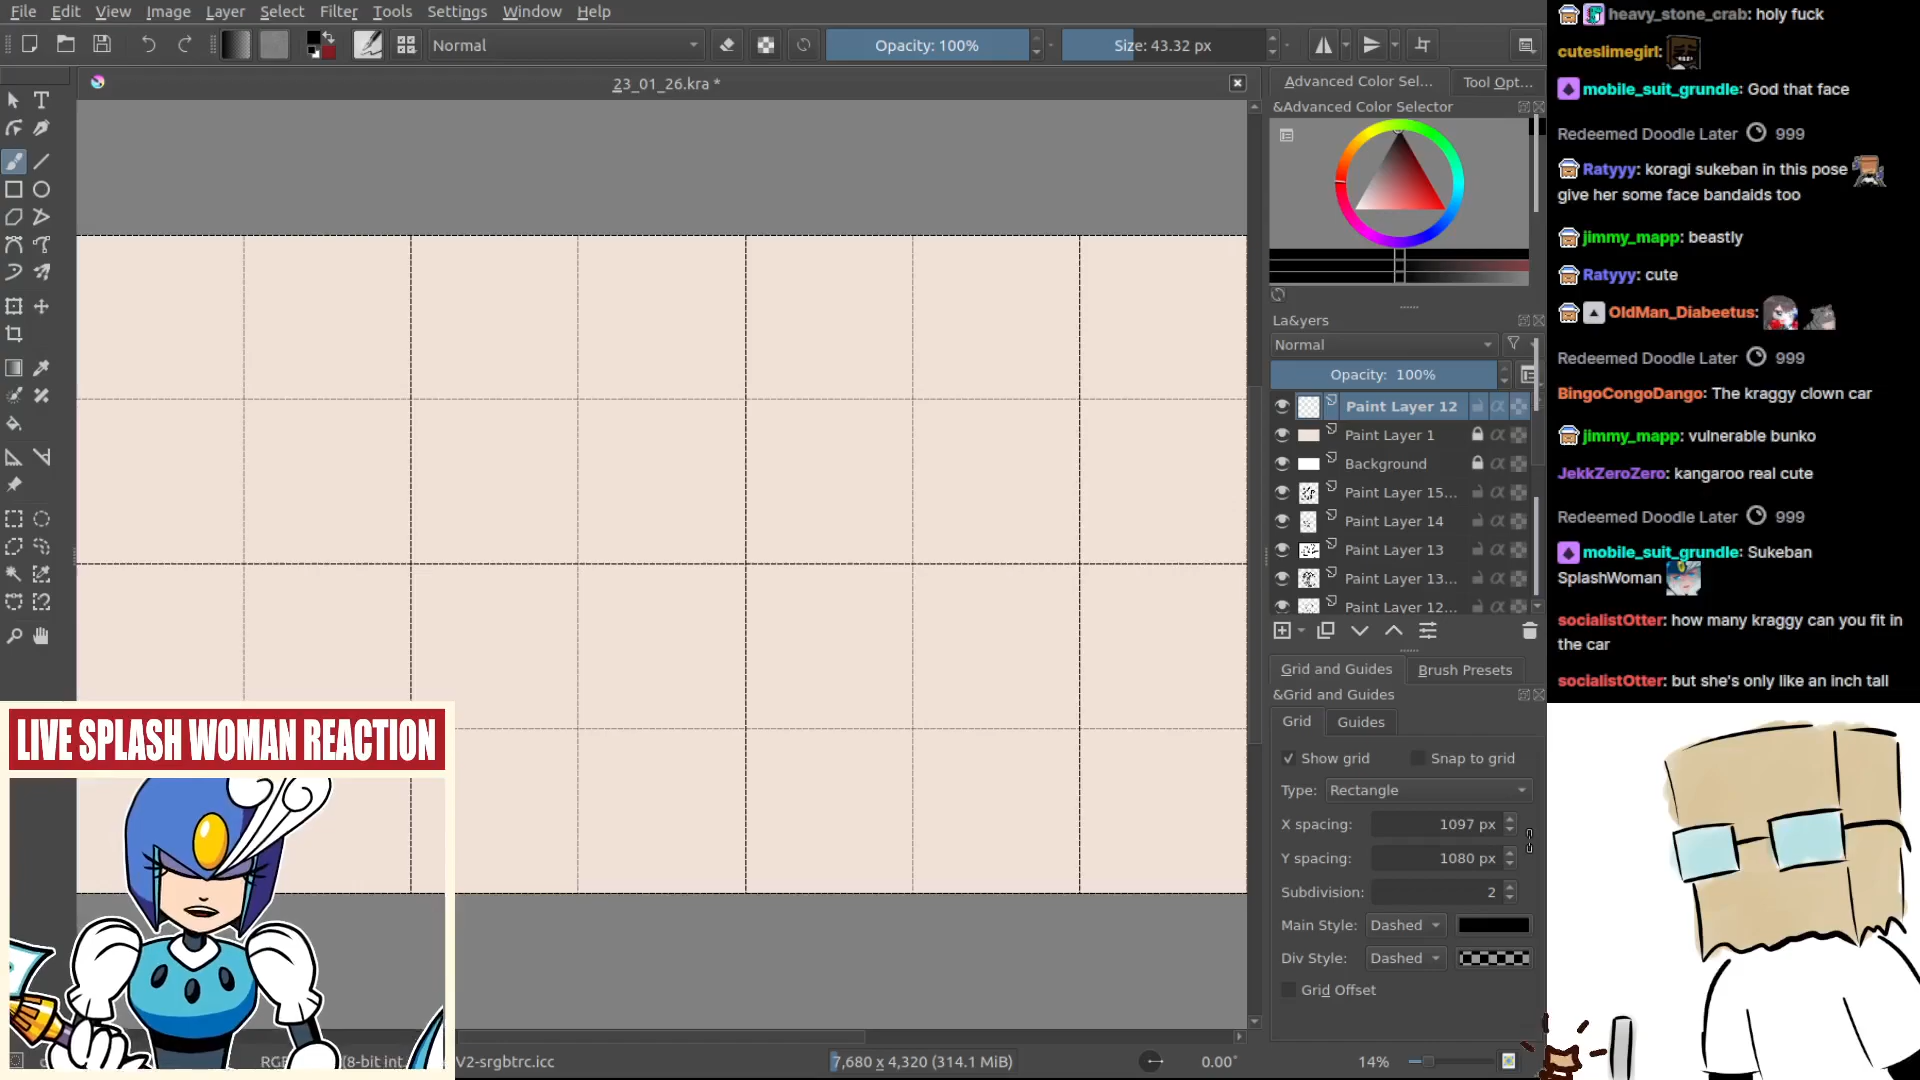 File Edit View Image Layer Select Filter Tools Settings Window Help
Normal
Opacity: 100%
Size: 43.32 px
23_01_26.kra *
Advanced Color Sel...
Tool Opt...
&Advanced Color Selector
La&yers
Normal
Opacity: 100%
Paint Layer 12
Paint Layer 1
Background
Paint Layer 15...
Paint Layer 14
Paint Layer 13
Paint Layer 13...
Paint Layer 12...
Grid and Guides
Brush Presets
&Grid and Guides
Grid
Guides
Show grid
Snap to grid
Type: Rectangle
X spacing: 1097 px
Y spacing: 1080 px
Subdivision: 2
Main Style: Dashed
Div Style: Dashed
Grid Offset
(8-bit int.
V2-srgbtrc.icc
7,680 x 4,320 (314.1 MiB)
0.00°
14%
LIVE SPLASH WOMAN REACTION
heavy_stone_crab: holy fuck
cuteslimegirl:
mobile_suit_grundle: God that face
Redeemed Doodle Later 999
Ratyyy: koragi sukeban in this pose
give her some face bandaids too
jimmy_mapp: beastly
Ratyyy: cute
OldMan_Diabeetus:
Redeemed Doodle Later 999
BingoCongoDango: The kraggy clown car
jimmy_mapp: vulnerable bunko
JekkZeroZero: kangaroo real cute
Redeemed Doodle Later 999
mobile_suit_grundle: Sukeban
SplashWoman
socialistOtter: how many kraggy can you fit in
the car
socialistOtter: but she's only like an inch tall